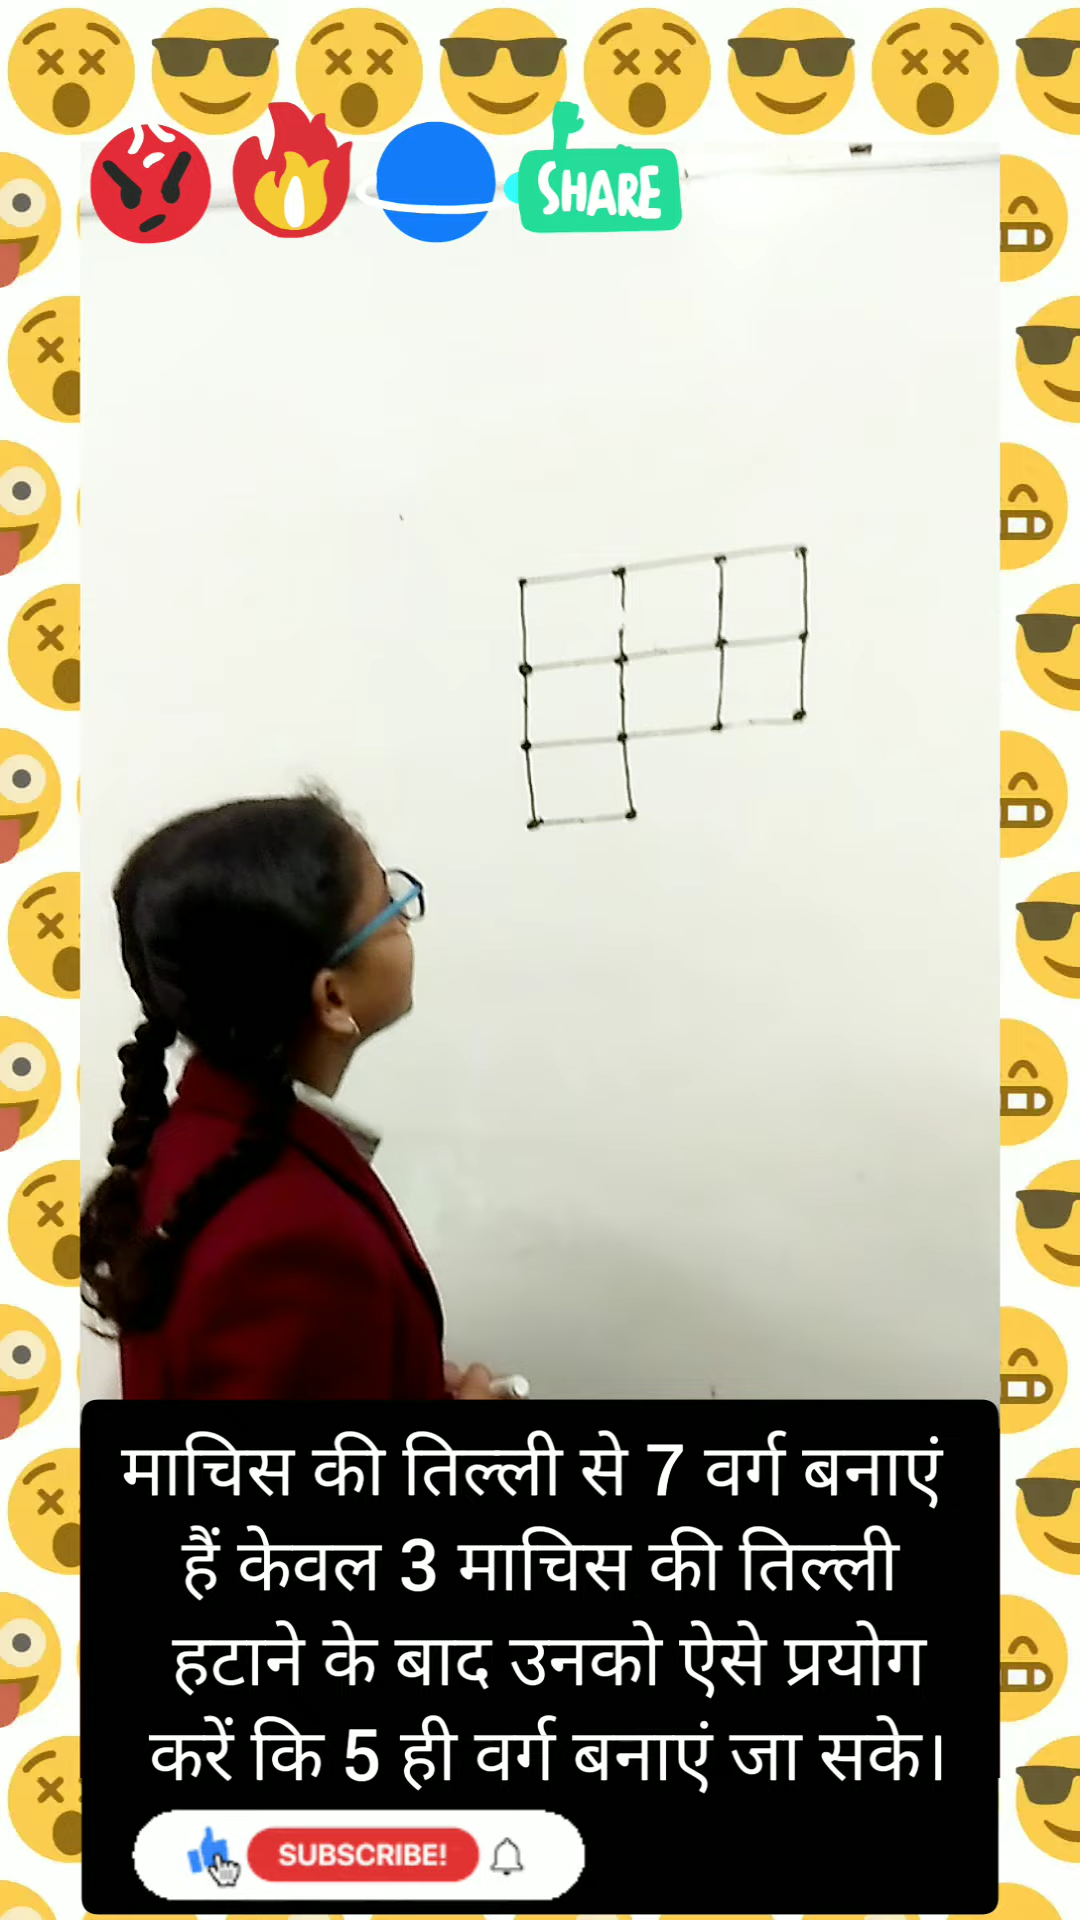 SHARE
माचिस की तिल्ली से 7 वर्ग बनाएं
हैं केवल 3 माचिस की तिल्ली
हटाने के बाद उनको ऐसे प्रयोग
करें कि 5 ही वर्ग बनाएं जा सके।
SUBSCRIBE!